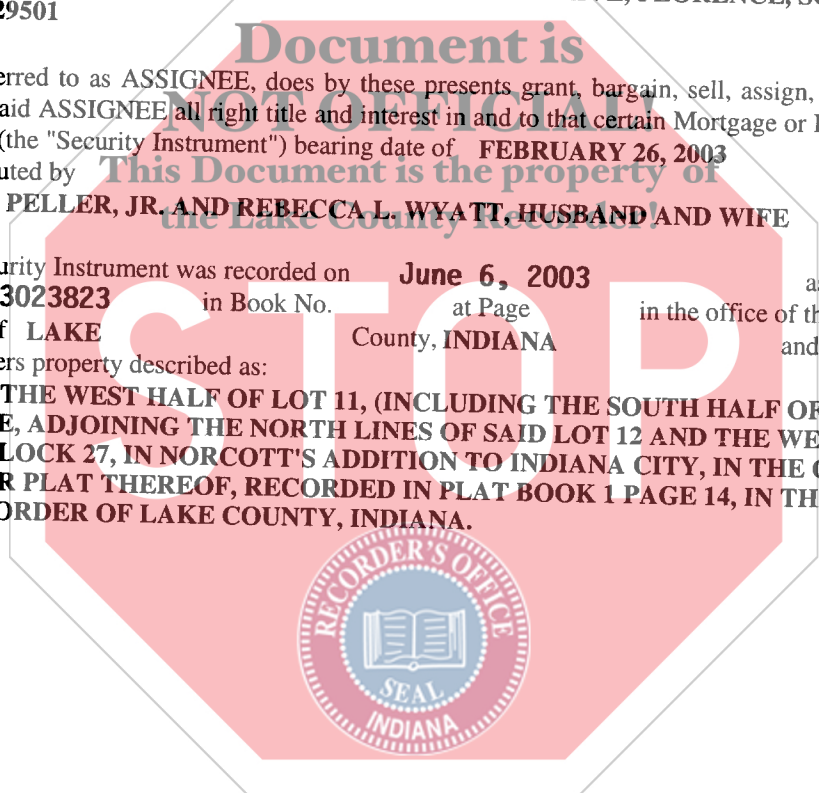 29501
Document is
erred to as ASSIGNEE, does by these presents grant, bargain, sell, assign,
NOT OFFICIAL!
aid ASSIGNEE all right title and interest in and to that certain Mortgage or
(the "Security Instrument") bearing date of FEBRUARY 26, 2003
uted by
This Document is the property of
PELLER, JR. AND REBECCA L. WYATT, HUSBAND AND WIFE
the Lake County Recorder!
urity Instrument was recorded on June 6, 2003 as
3023823 in Book No. at Page in the office of th
f LAKE County, INDIANA and
ers property described as:
STOP
THE WEST HALF OF LOT 11, (INCLUDING THE SOUTH HALF OF
E, ADJOINING THE NORTH LINES OF SAID LOT 12 AND THE WE
LOCK 27, IN NORCOTT'S ADDITION TO INDIANA CITY, IN THE
R PLAT THEREOF, RECORDED IN PLAT BOOK 1 PAGE 14, IN TH
ORDER OF LAKE COUNTY, INDIANA.
RECORDER'S OFFICE
SEAL
INDIANA